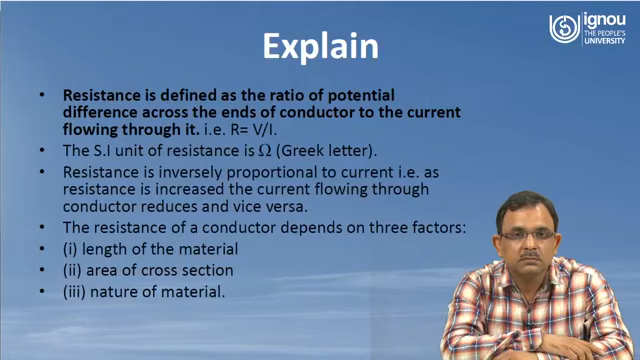 ignou
THE PEOPLE'S
UNIVERSITY
Explain
• Resistance is defined as the ratio of potential
difference across the ends of conductor to the current
flowing through it. i.e. R= V/I.
• The S.I unit of resistance is Ω (Greek letter).
• Resistance is inversely proportional to current i.e. as
resistance is increased the current flowing through
conductor reduces and vice versa.
• The resistance of a conductor depends on three factors:
• (i) length of the material
• (ii) area of cross section
• (iii) nature of material.